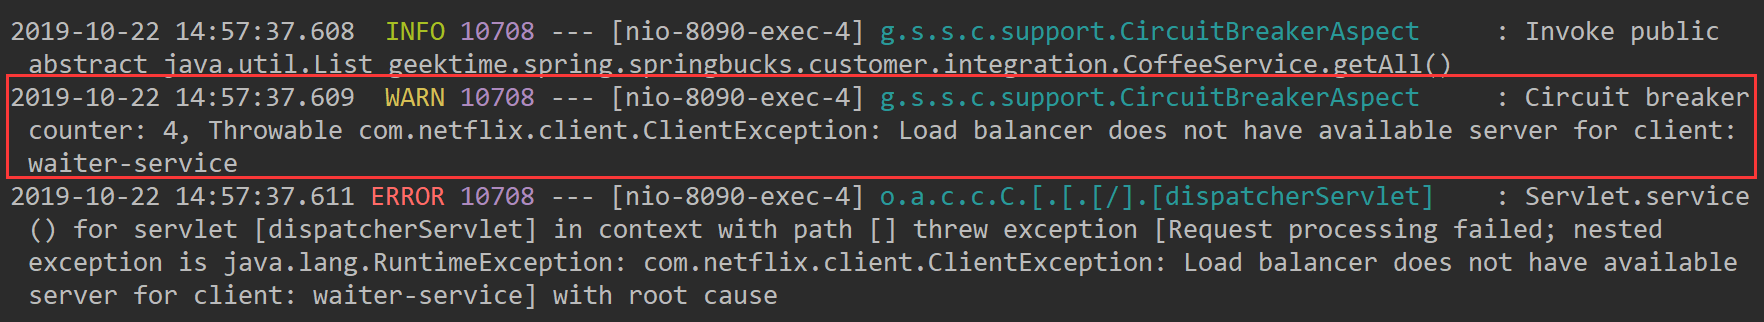 2019-10-22 14:57:37.608  INFO 10708 --- [nio-8090-exec-4] g.s.s.c.support.CircuitBreakerAspect     : Invoke public
abstract java.util.List geektime.spring.springbucks.customer.integration.CoffeeService.getAll()
2019-10-22 14:57:37.609  WARN 10708 --- [nio-8090-exec-4] g.s.s.c.support.CircuitBreakerAspect     : Circuit breaker
counter: 4, Throwable com.netflix.client.ClientException: Load balancer does not have available server for client:
waiter-service
2019-10-22 14:57:37.611 ERROR 10708 --- [nio-8090-exec-4] o.a.c.c.C.[.[.[/].[dispatcherServlet]    : Servlet.service
() for servlet [dispatcherServlet] in context with path [] threw exception [Request processing failed; nested
exception is java.lang.RuntimeException: com.netflix.client.ClientException: Load balancer does not have available
server for client: waiter-service] with root cause